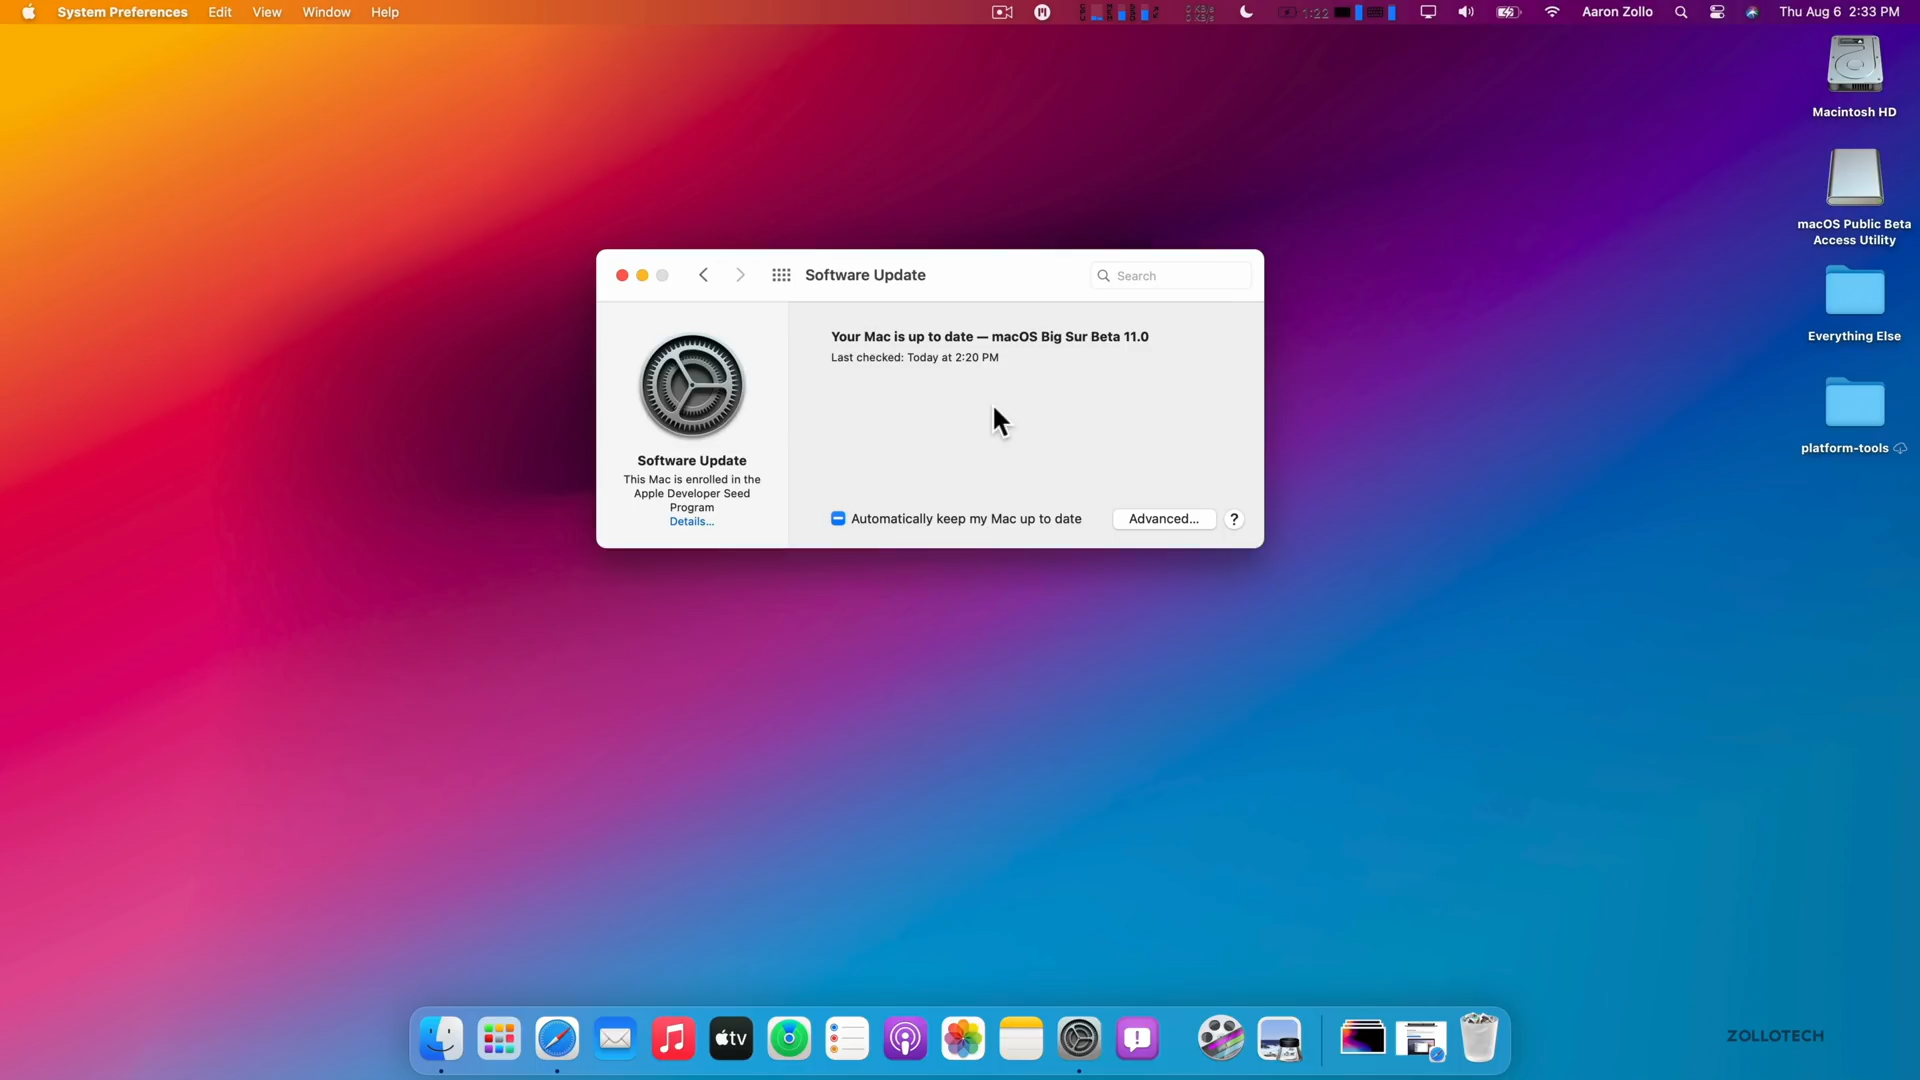 System Preferences Edit View Window Help
1:22
Aaron Zollo
Thu Aug 6 2:33 PM
Macintosh HD
macOS Public Beta
Access Utility
Everything Else
platform-tools
Software Update
Search
Your Mac is up to date — macOS Big Sur Beta 11.0
Last checked: Today at 2:20 PM
Software Update
This Mac is enrolled in the
Apple Developer Seed
Program
Details...
Automatically keep my Mac up to date
Advanced...
?
tv
ZOLLOTECH